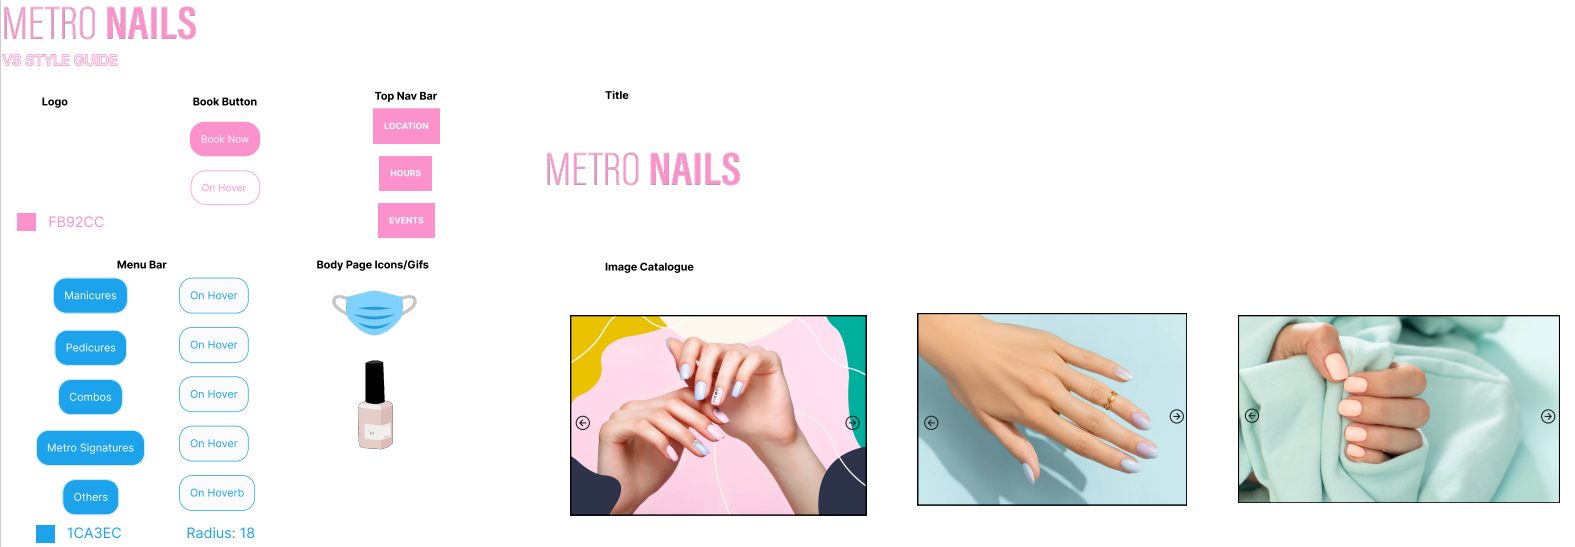 METRO NAILS
VS STYLE GUIDE
Logo
Book Button
Top Nav Bar
Title
Book Now
On Hover
LOCATION
HOURS
EVENTS
METRO NAILS
FB92CC
Menu Bar
Body Page Icons/Gifs
Image Catalogue
Manicures
On Hover
Pedicures
On Hover
Combos
On Hover
Metro Signatures
On Hover
Others
On Hoverb
1CA3EC
Radius: 18